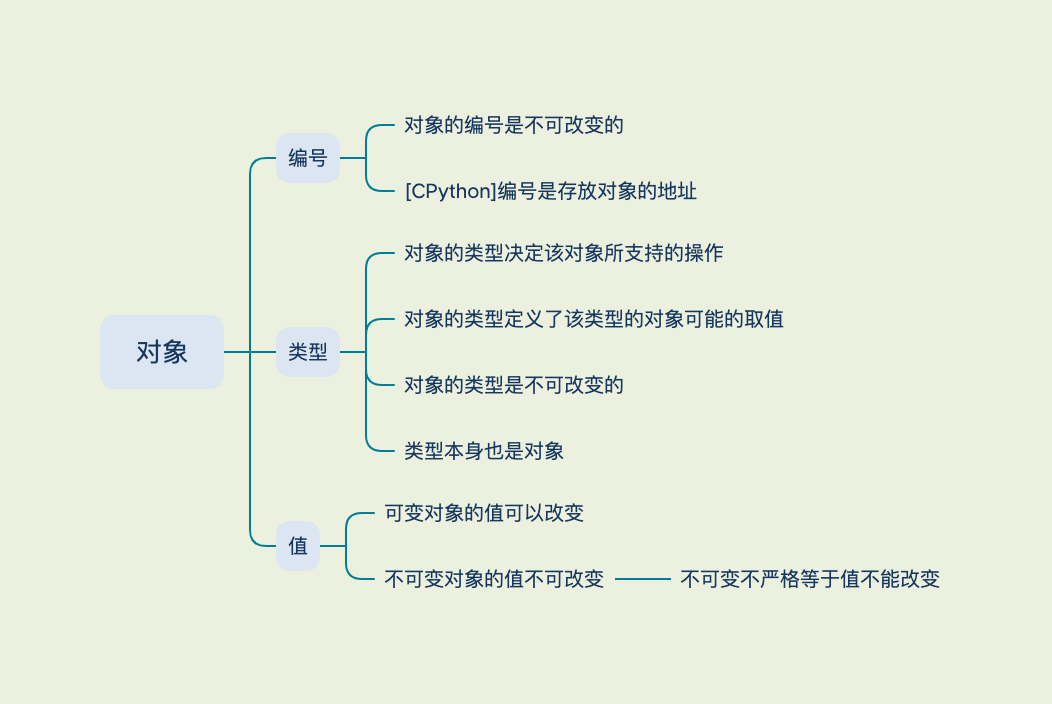 对象
编号
对象的编号是不可改变的
[CPython]编号是存放对象的地址
类型
对象的类型决定该对象所支持的操作
对象的类型定义了该类型的对象可能的取值
对象的类型是不可改变的
类型本身也是对象
值
可变对象的值可以改变
不可变对象的值不可改变
不可变不严格等于值不能改变